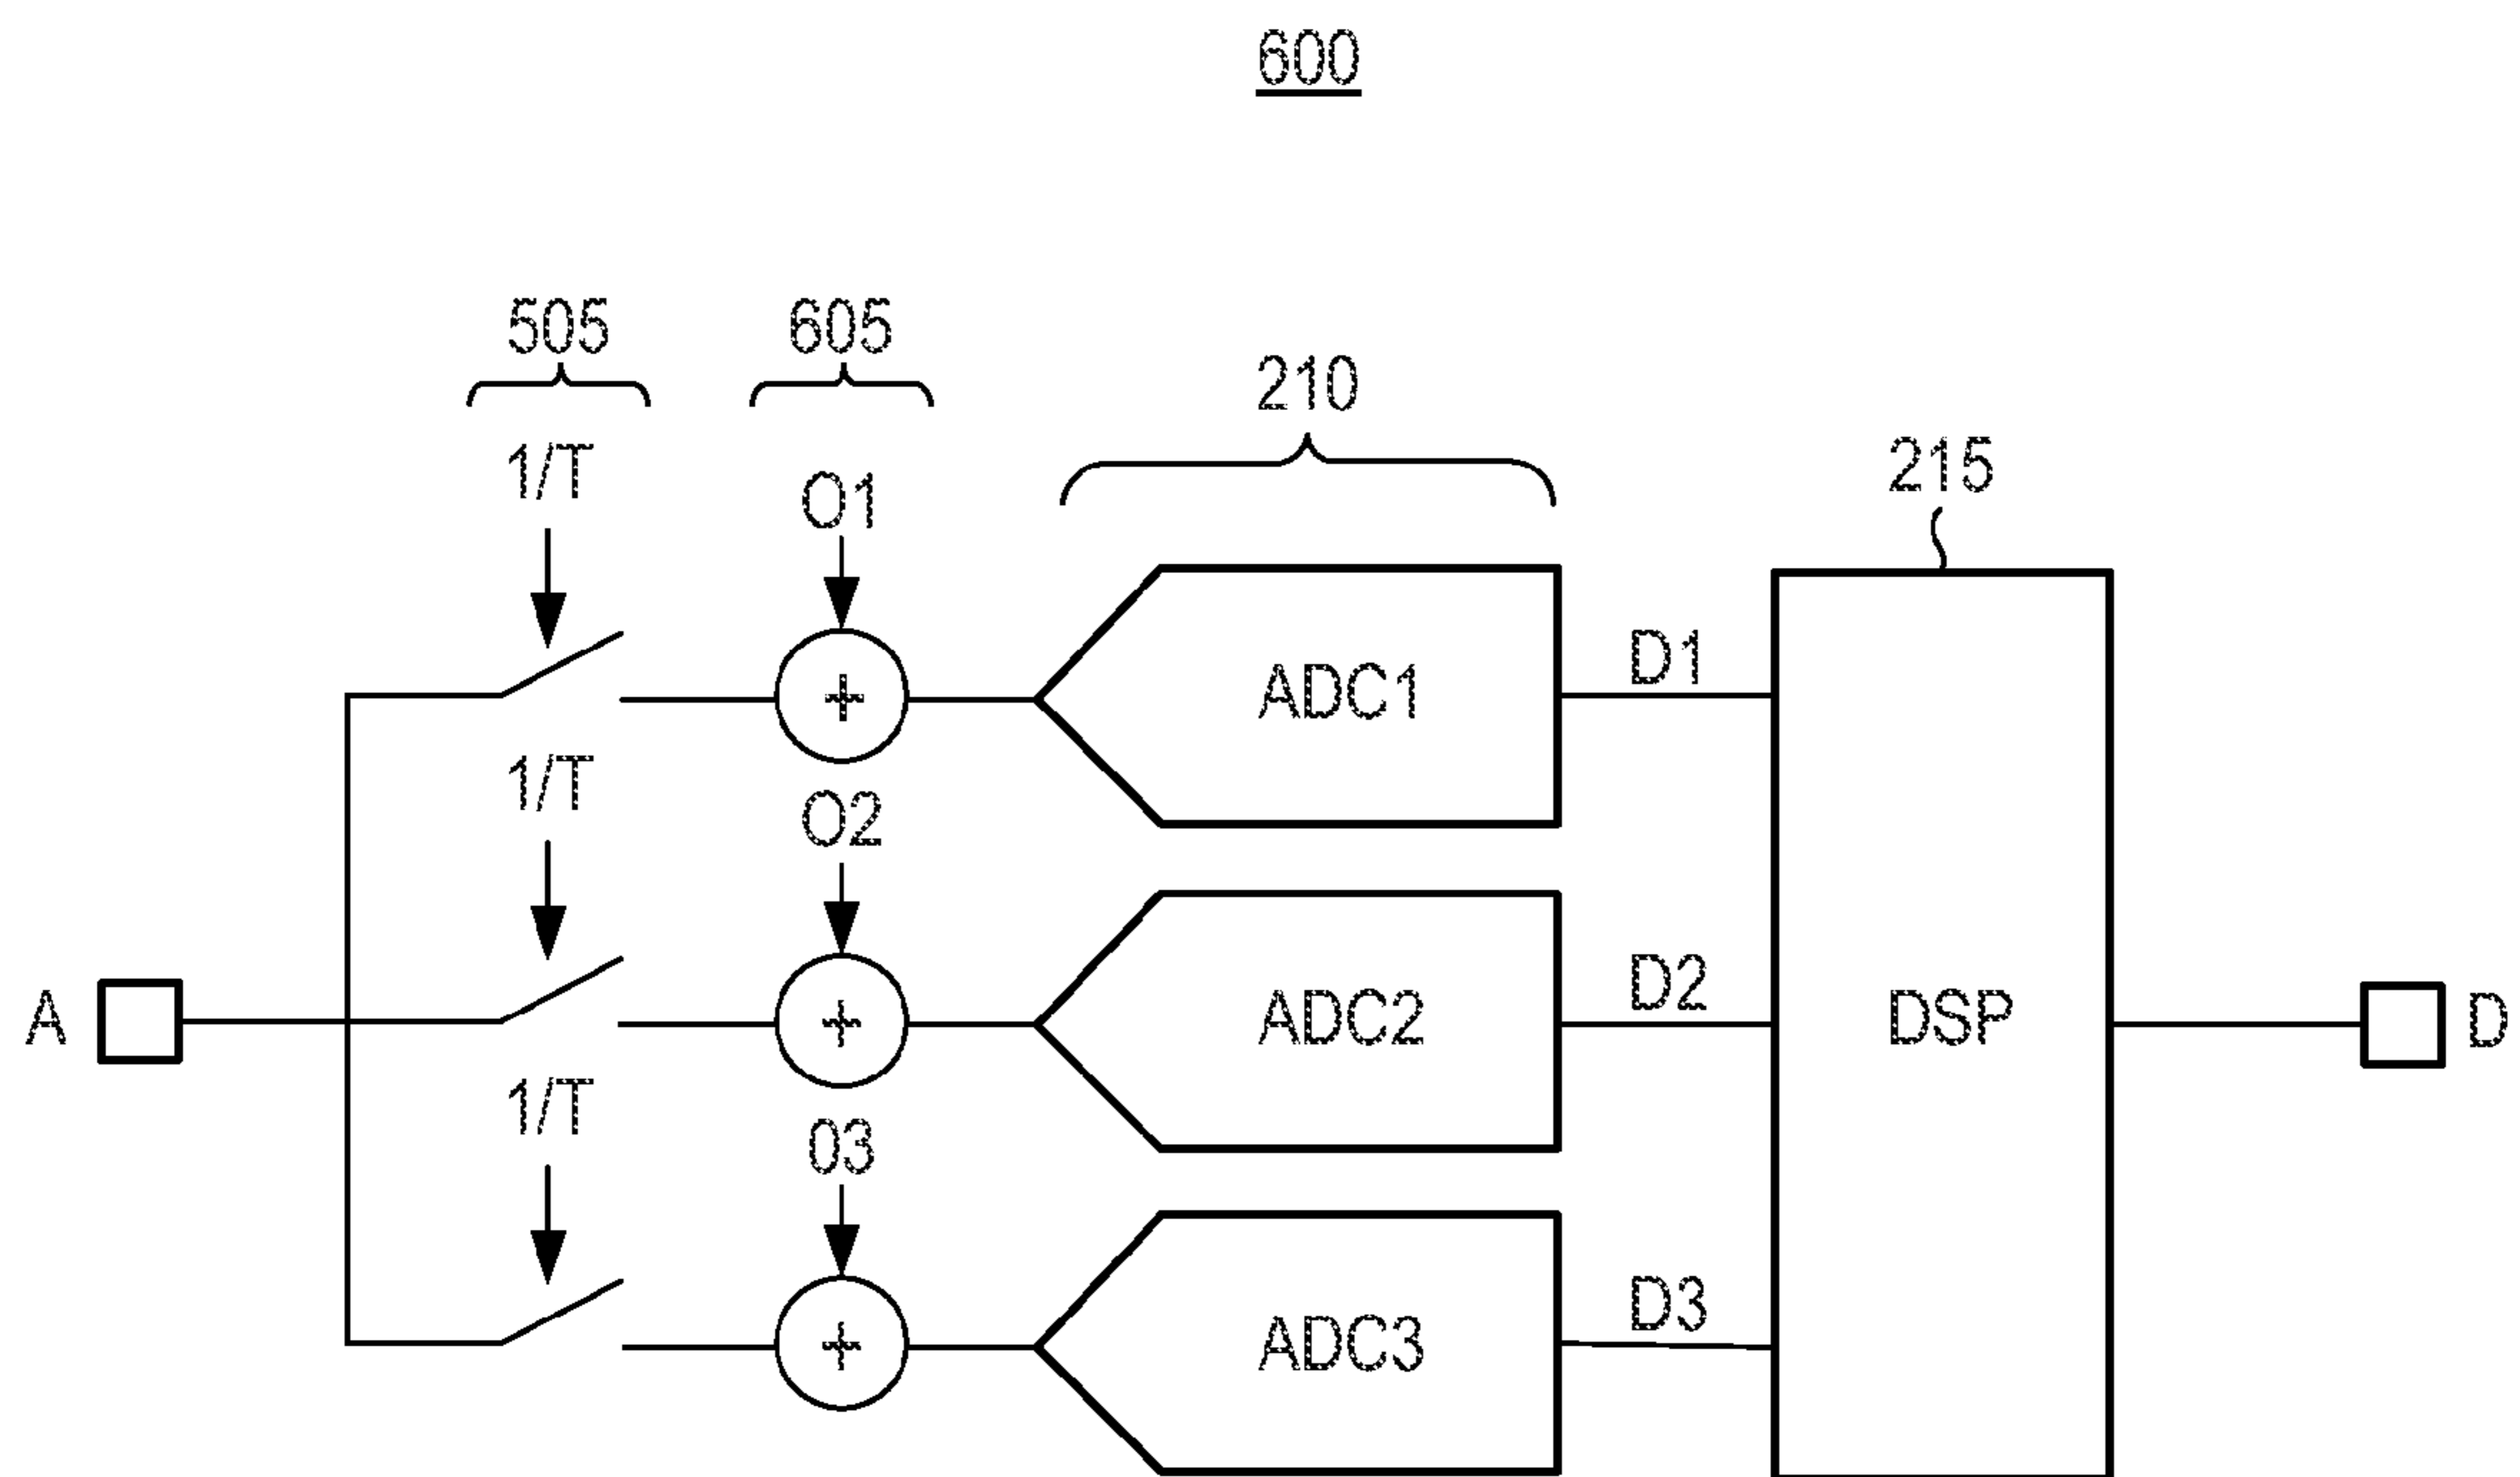 600
505
605
210
215
1/T
O1
ADC1
D1
1/T
O2
A
ADC2
D2
DSP
D
1/T
03
ADC3
D3